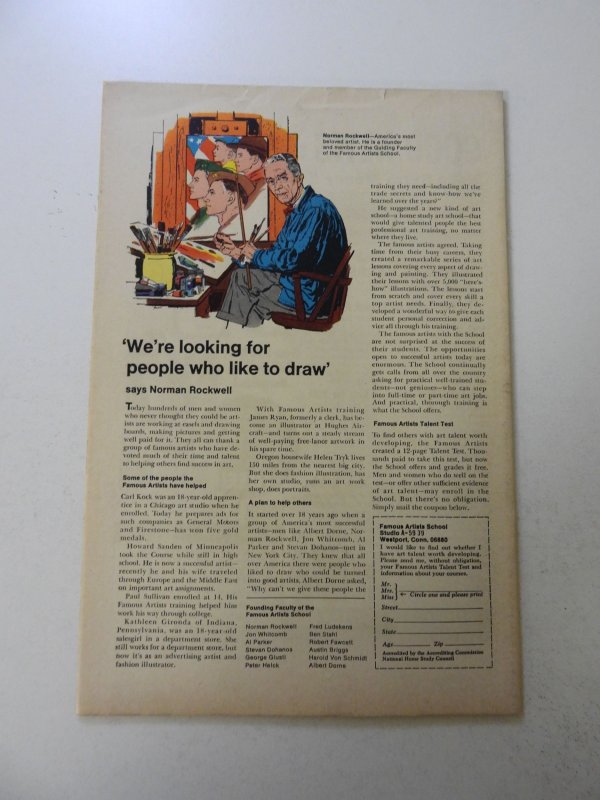 Norman Rockwell—America's most
beloved artist. He is a founder
and member of the Guiding Faculty
of the Famous Artists School.
'We're looking for
people who like to draw'
says Norman Rockwell
Today hundreds of men and women
who never thought they could be art-
ists are working at easels and drawing
boards, making pictures and getting
well paid for it. They all can thank a
group of famous artists who have de-
voted much of their time and talent
to helping others find success in art.
Some of the people the
Famous Artists have helped
Carl Kock was an 18-year-old appren-
tice in a Chicago art studio when he
enrolled. Today he prepares ads for
such companies as General Motors
and Firestone—has won five gold
medals.
Howard Sanden of Minneapolis
took the Course while still in high
school. He is now a successful artist—
recently he and his wife traveled
through Europe and the Middle East
on important art assignments.
Paul Sullivan enrolled at 14. His
Famous Artists training helped him
work his way through college.
Kathleen Gironda of Indiana,
Pennsylvania, was an 18-year-old
salesgirl in a department store. She
still works for a department store, but
now it's as an advertising artist and
fashion illustrator.
With Famous Artists training
James Ryan, formerly a clerk, has be-
come an illustrator at Hughes Air-
craft—and turns out a steady stream
of well-paying free-lance artwork in
his spare time.
Oregon housewife Helen Tryk lives
150 miles from the nearest big city.
But she does fashion illustration, has
her own studio, runs an art work
shop, does portraits.
A plan to help others
It started over 18 years ago when a
group of America's most successful
artists—men like Albert Dorne, Nor-
man Rockwell, Jon Whitcomb, Al
Parker and Stevan Dohanos—met in
New York City. They knew that all
over America there were people who
liked to draw who could be turned
into good artists. Albert Dorne asked,
"Why can't we give these people the
Founding Faculty of the
Famous Artists School
Norman Rockwell
Jon Whitcomb
Al Parker
Stevan Dohanos
George Giusti
Peter Helck
Fred Ludekens
Ben Stahl
Robert Fawcett
Austin Briggs
Harold Von Schmidt
Albert Dorne
training they need—including all the
trade secrets and know-how we've
learned over the years?"
He suggested a new kind of art
school—a home study art school—that
would give talented people the best
professional art training, no matter
where they live.
The famous artists agreed. Taking
time from their busy careers, they
created a remarkable series of art
lessons covering every aspect of draw-
ing and painting. They illustrated
their lessons with over 5,000 "here's-
how" illustrations. The lessons start
from scratch and cover every skill a
top artist needs. Finally, they de-
veloped a wonderful way to give each
student personal correction and ad-
vice all through his training.
The famous artists with the School
are not surprised at the success of
their students. The opportunities
open to successful artists today are
enormous. The School continually
gets calls from all over the country
asking for practical well-trained stu-
dents—not geniuses—who can step
into full-time or part-time art jobs.
And practical, thorough training is
what the School offers.
Famous Artists Talent Test
To find others with art talent worth
developing, the Famous Artists
created a 12-page Talent Test. Thou-
sands paid to take this test, but now
the School offers and grades it free.
Men and women who do well on the
test—or offer other sufficient evidence
of art talent—may enroll in the
School. But there's no obligation.
Simply mail the coupon below.
Famous Artists School
Studio A-5939
Westport, Conn. 06880
I would like to find out whether I
have art talent worth developing.
Please send me, without obligation,
your Famous Artists Talent Test and
information about your courses.
Mr.
Mrs.
Miss
← Circle one and please print
Street
City
State
Age Zip
Accredited by the Accrediting Commission
National Home Study Council